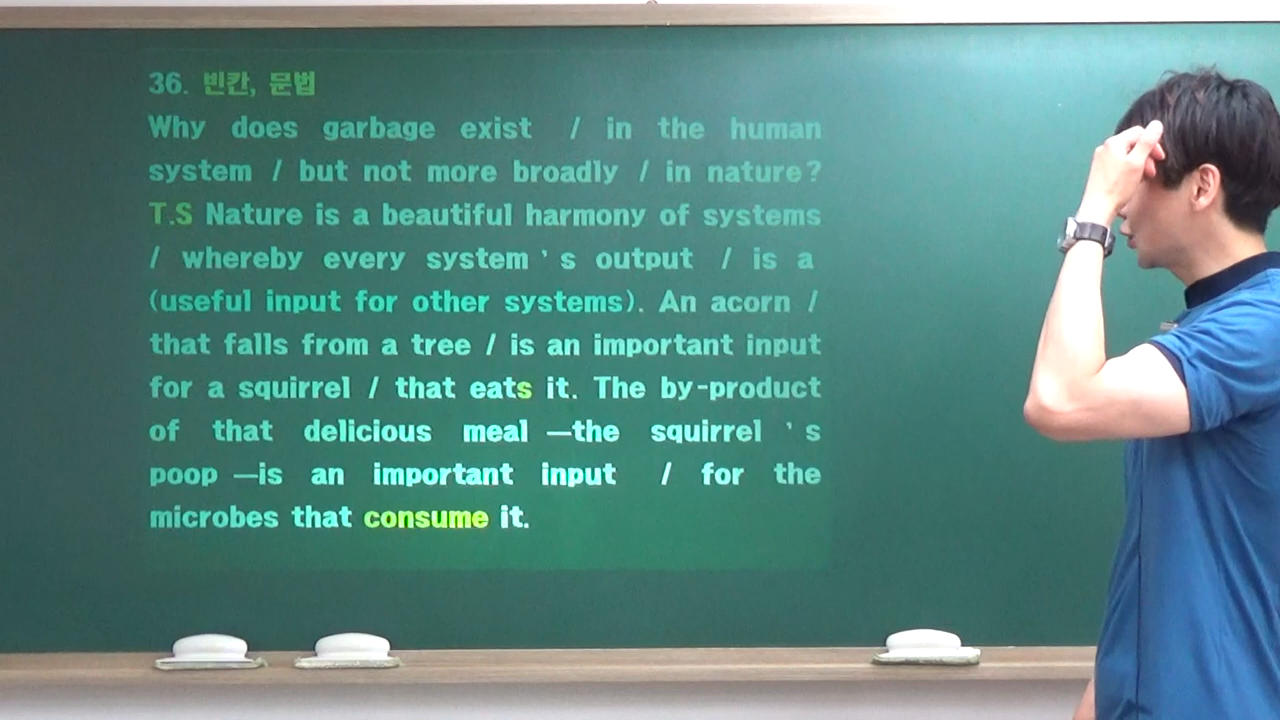 36. 빈칸, 문법
Why does garbage exist / in the human
system / but not more broadly / in nature?
T.S Nature is a beautiful harmony of systems
/ whereby every system's output / is a
(useful input for other systems). An acorn /
that falls from a tree / is an important input
for a squirrel / that eats it. The by-product
of that delicious meal —the squirrel's
poop —is an important input / for the
microbes that consume it.